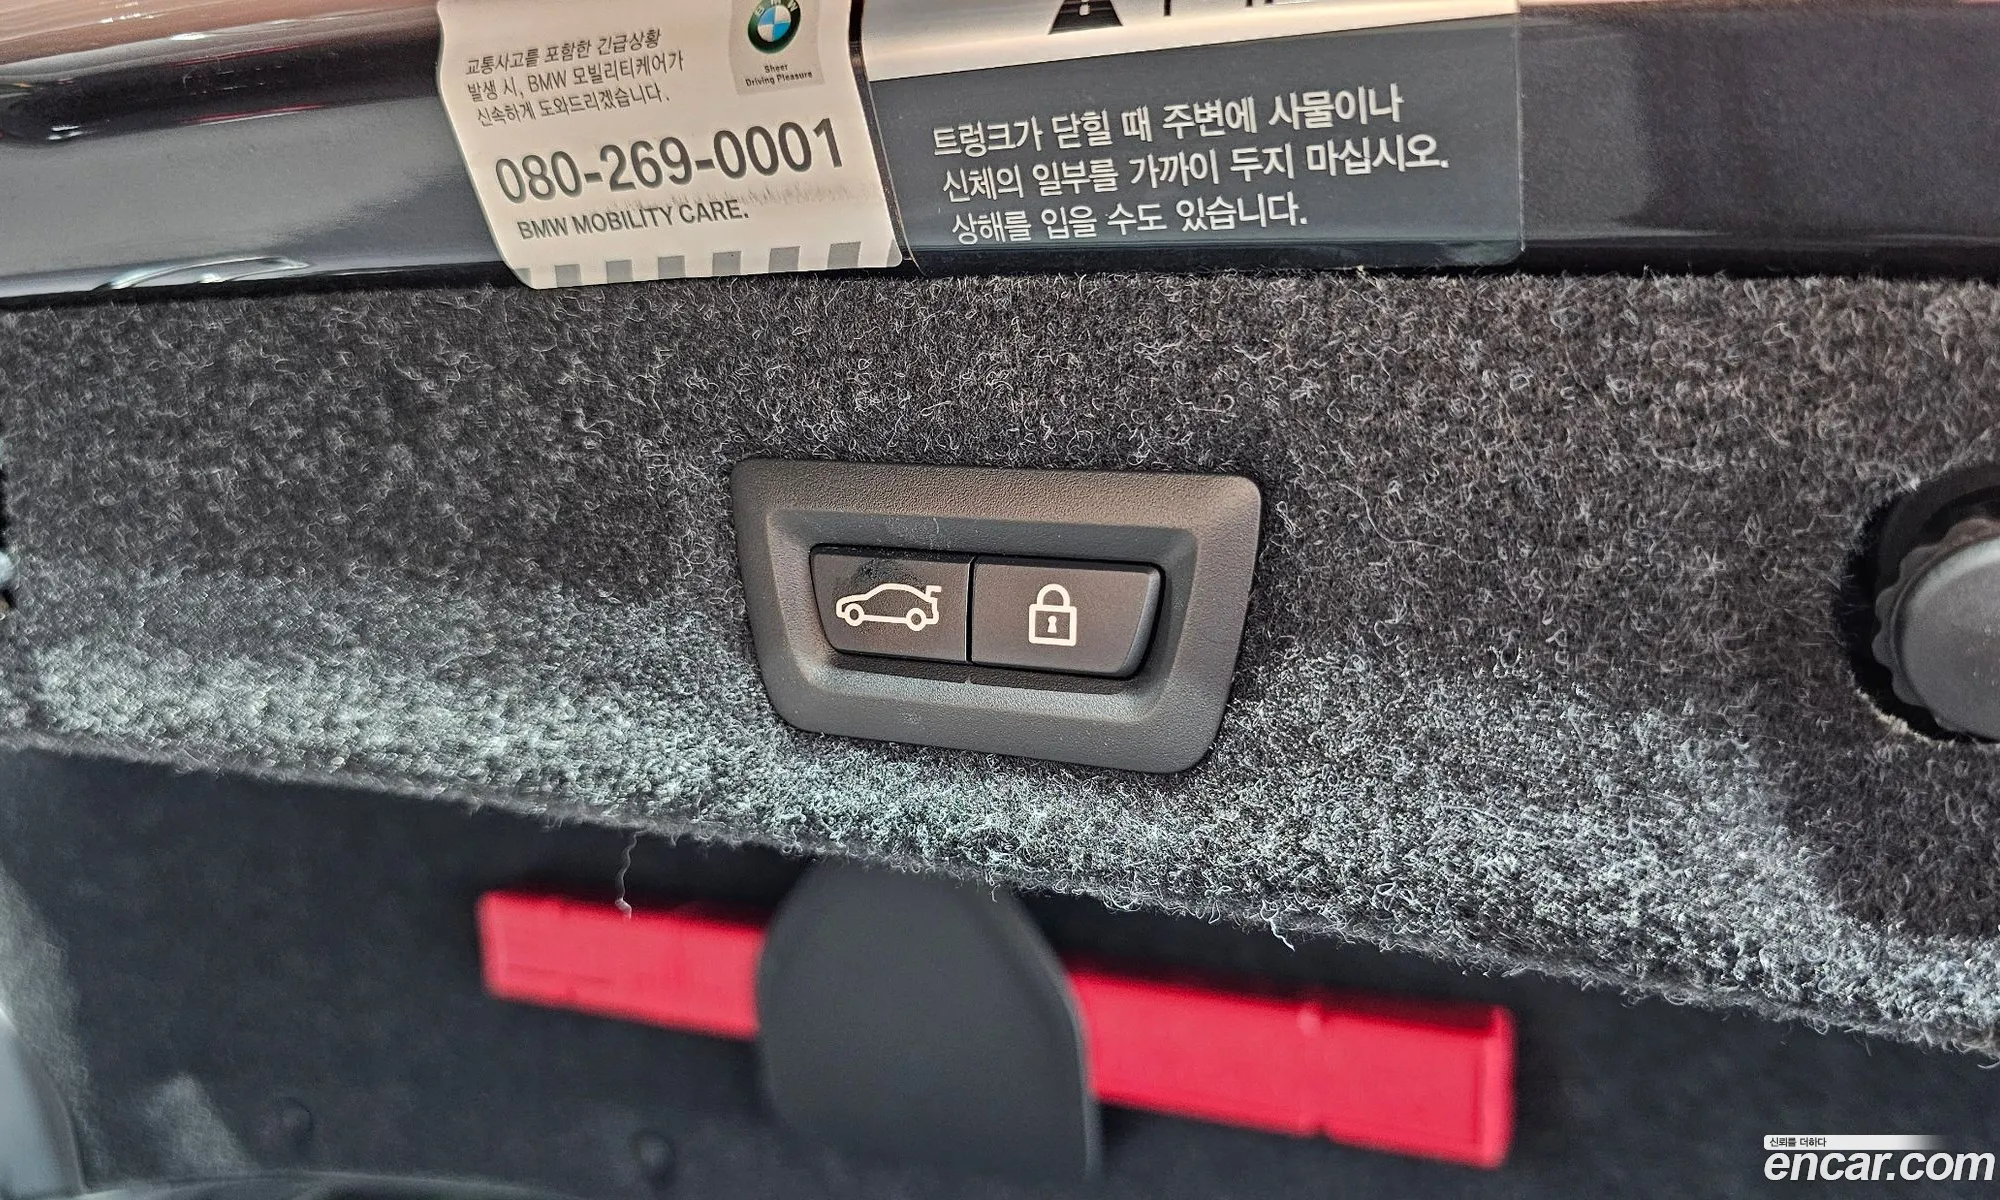 교통사고를 포함한 긴급상황
발생 시, BMW 모빌리티케어가
신속하게 도와드리겠습니다.
BMW
Sheer
Driving Pleasure
080-269-0001
BMW MOBILITY CARE.
트렁크가 닫힐 때 주변에 사물이나
신체의 일부를 가까이 두지 마십시오.
상해를 입을 수도 있습니다.
신뢰를 더하다
encar.com